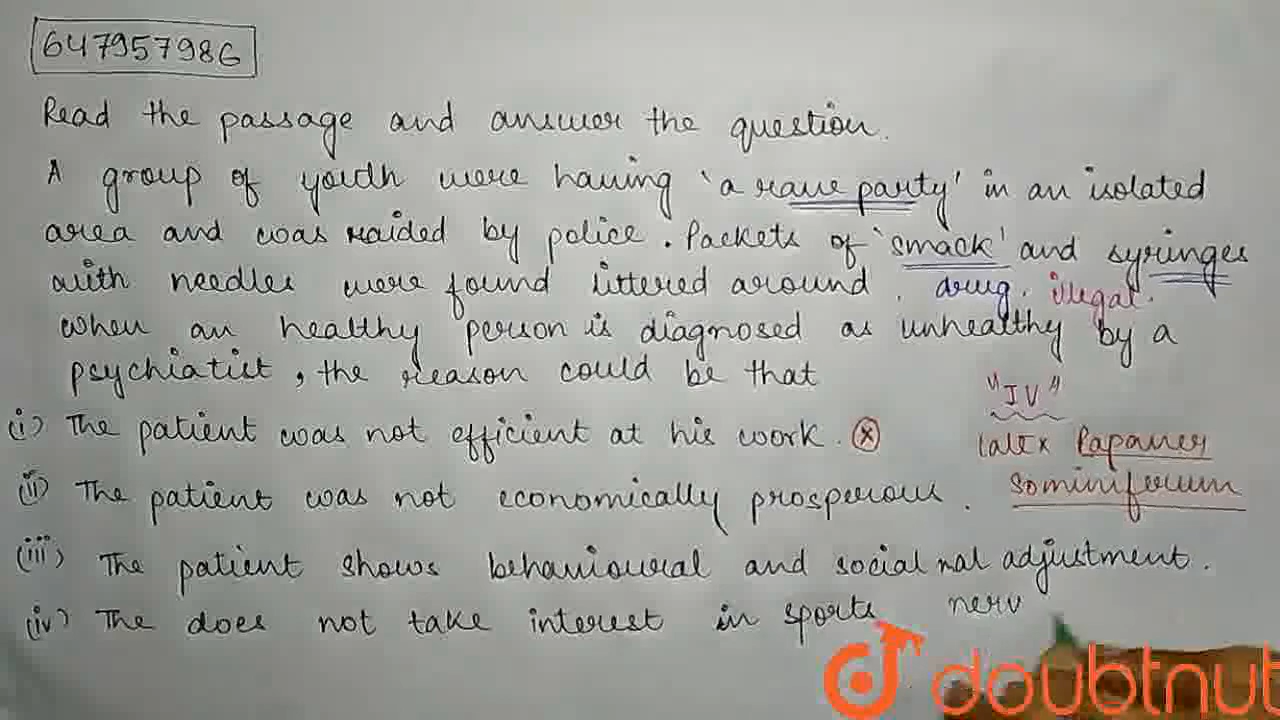 647957986
Read the passage and answer the question.
A group of youth were having 'a rave party' in an isolated
area and was raided by police. Packets of 'smack' and syringes
with needles were found littered around. drug. illegal.
when an healthy person is diagnosed as unhealthy by a
psychiatist, the reason could be that
"IV"
(i) The patient was not efficient at his work. (x)
latex Papaver
(ii) The patient was not economically prosperous.
Sominiferum
(iii) The patient shows behavioural and social mal adjustment.
(iv) The does not take interest in sports
nerv
doubtnut